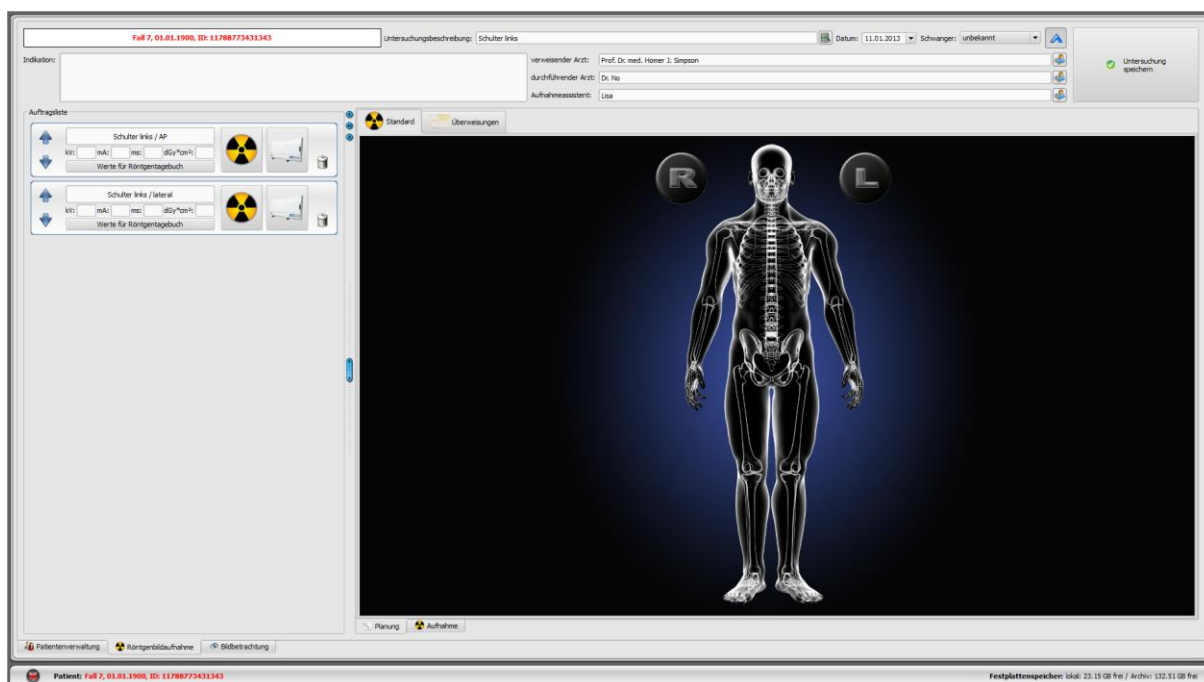 Fall 7, 01.01.1900, ID: 11788773431343
Untersuchungsbeschreibung: Schulter links
Datum: 11.01.2013
Schwanger: unbekannt
Indikation:
verweisender Arzt: Prof. Dr. med. Homer J. Simpson
durchführender Arzt: Dr. No
Aufnahmeassistent: Lisa
Untersuchung
speichern
Auftragsliste
Schulter links / AP
kV: mA: ms: dGy*cm²:
Werte für Röntgentagebuch
Schulter links / lateral
kV: mA: ms: dGy*cm²:
Werte für Röntgentagebuch
Standard Überweisungen
R L
Planung Aufnahme
Patientenverwaltung Röntgenbildaufnahme Bildbetrachtung
Patient: Fall 7, 01.01.1900, ID: 11788773431343
Festplattenspeicher: lokal: 23.15 GB frei / Archiv: 132.51 GB frei